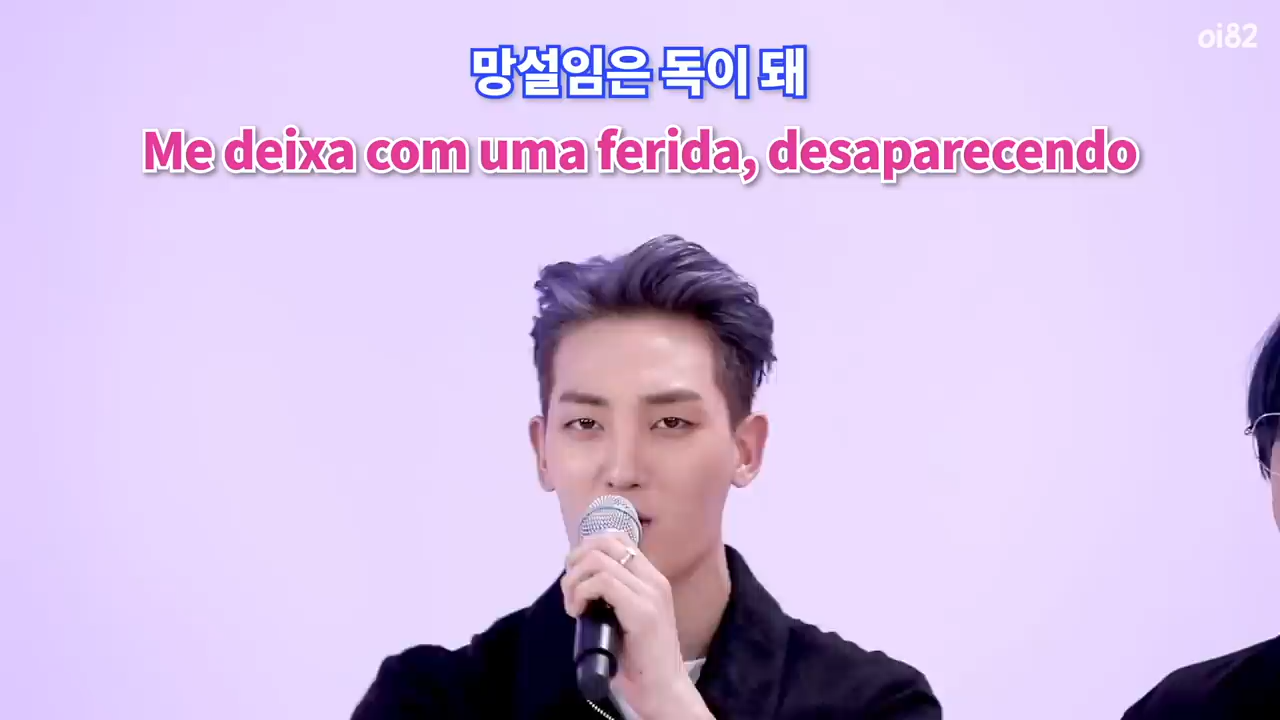 oi82
망설임은 독이 돼
Me deixa com uma ferida, desaparecendo